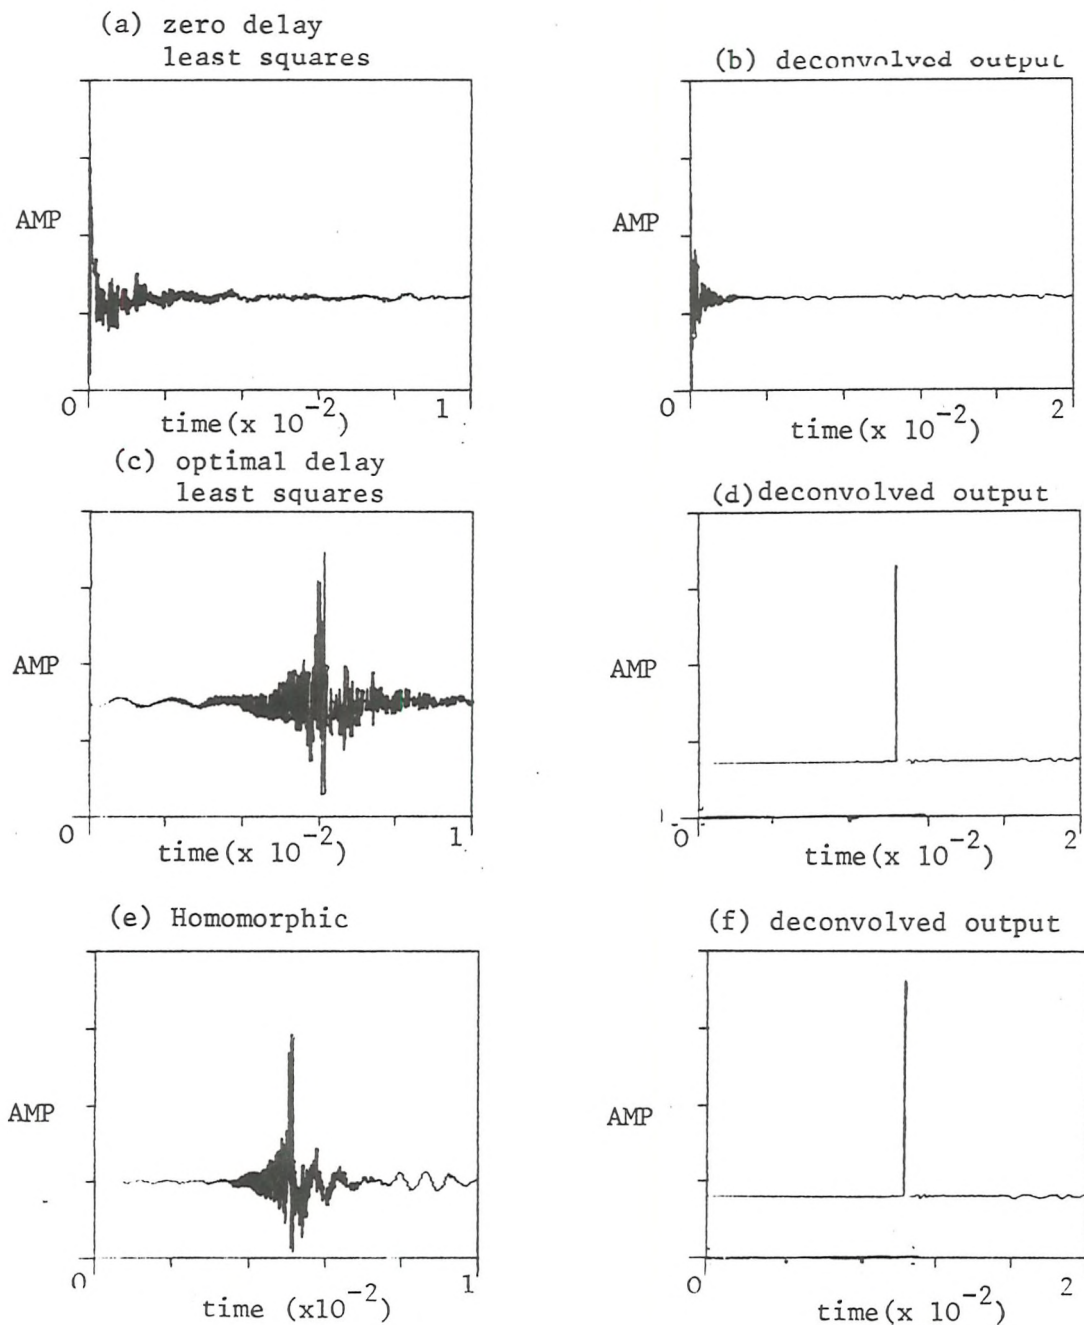 (a) zero delay
least squares
(b) deconvolved output
AMP
AMP
0
1
time(x 10⁻²)
0
2
time(x 10⁻²)
(c) optimal delay
least squares
(d)deconvolved output
AMP
AMP
0
1
time(x 10⁻²)
0
2
time(x 10⁻²)
(e) Homomorphic
(f) deconvolved output
AMP
AMP
0
1
time (x10⁻²)
0
2
time(x 10⁻²)